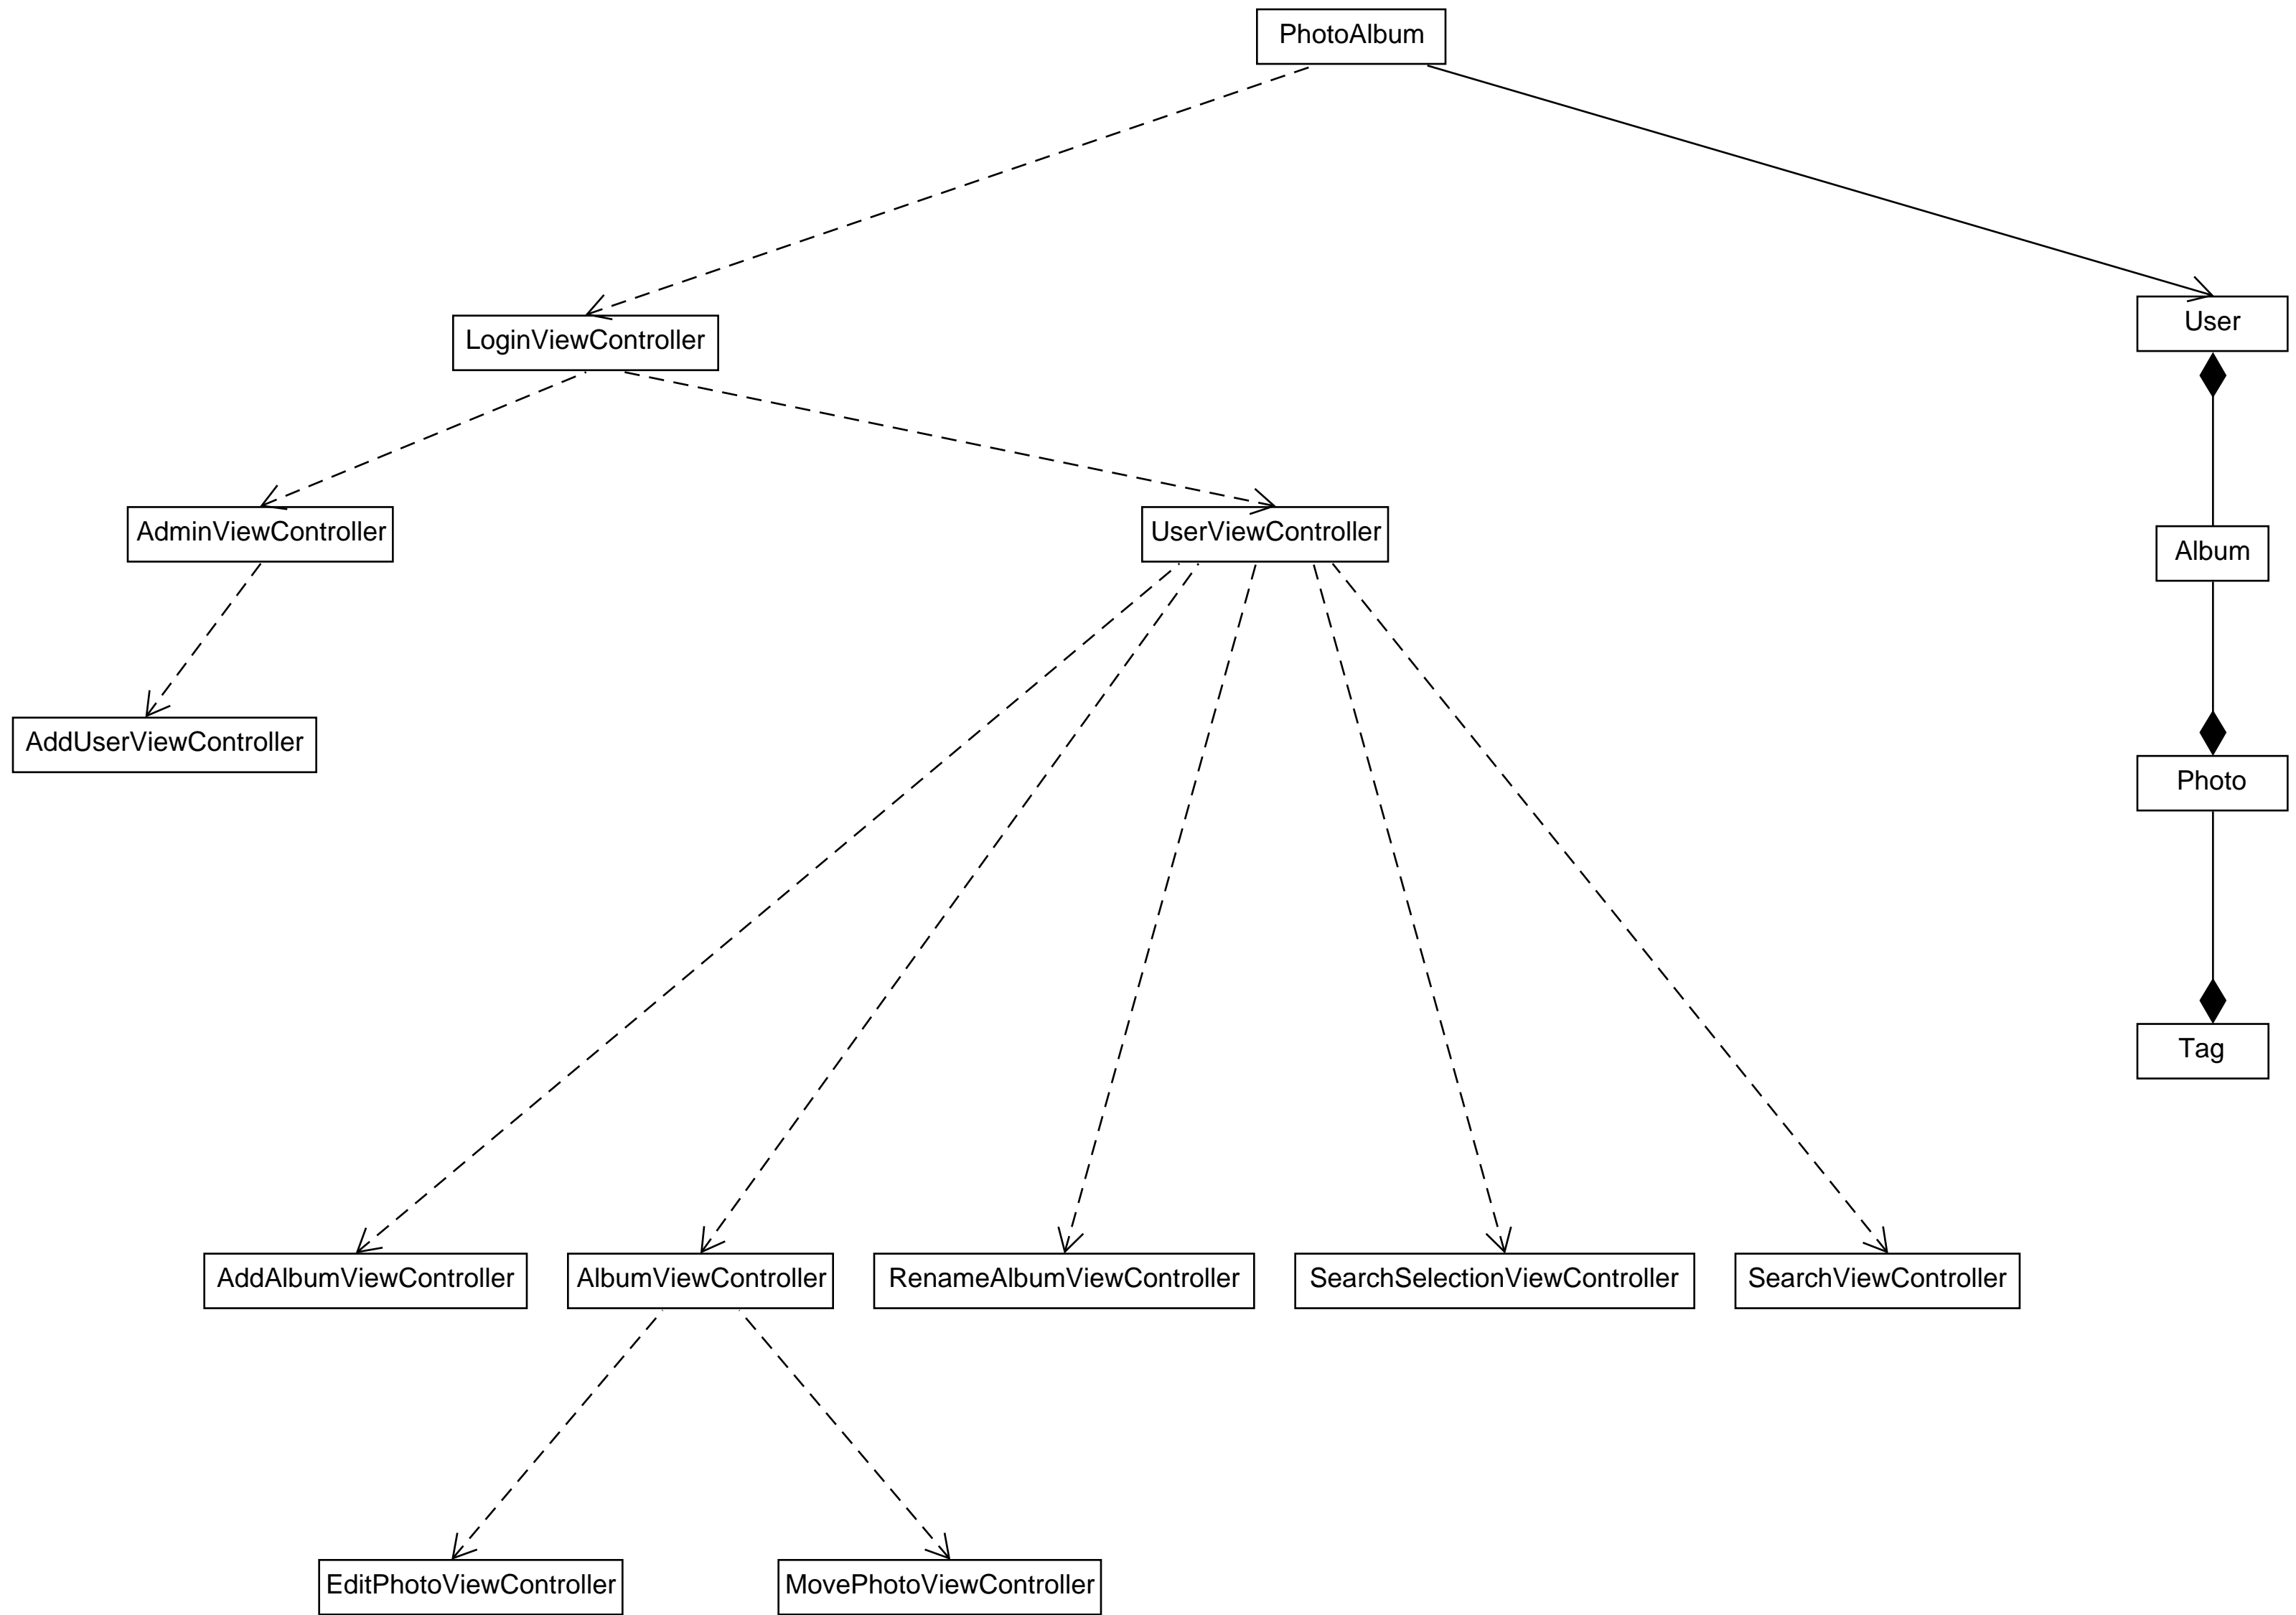 PhotoAlbum
LoginViewController
User
AdminViewController
UserViewController
Album
AddUserViewController
Photo
Tag
AddAlbumViewController
AlbumViewController
RenameAlbumViewController
SearchSelectionViewController
SearchViewController
EditPhotoViewController
MovePhotoViewController